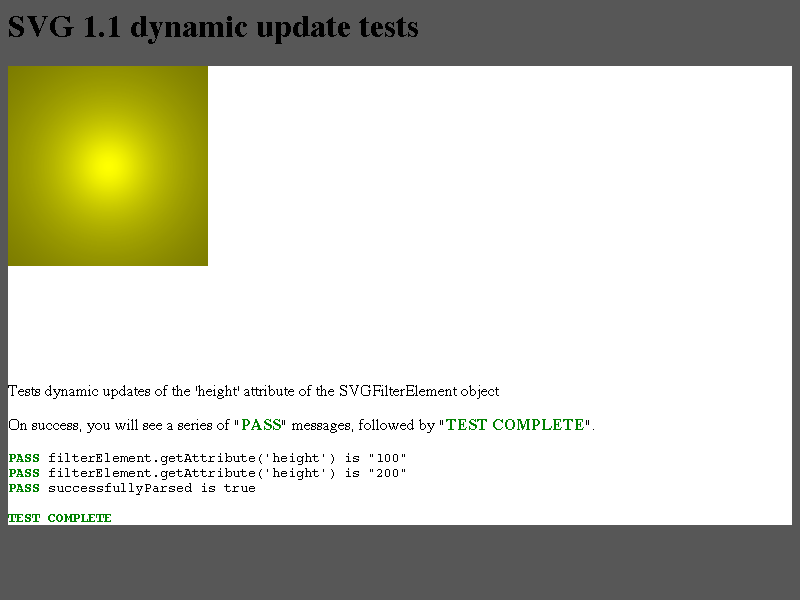 SVG 1.1 dynamic update tests
Tests dynamic updates of the 'height' attribute of the SVGFilterElement object
On success, you will see a series of "PASS" messages, followed by "TEST COMPLETE".
PASS filterElement.getAttribute('height') is "100"
PASS filterElement.getAttribute('height') is "200"
PASS successfullyParsed is true
TEST COMPLETE